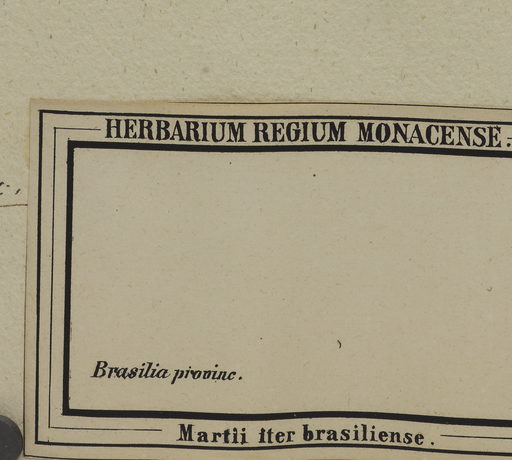 HERBARIUM REGIUM MONACENSE.
Brasilia provinc.
Martii iter brasiliense.